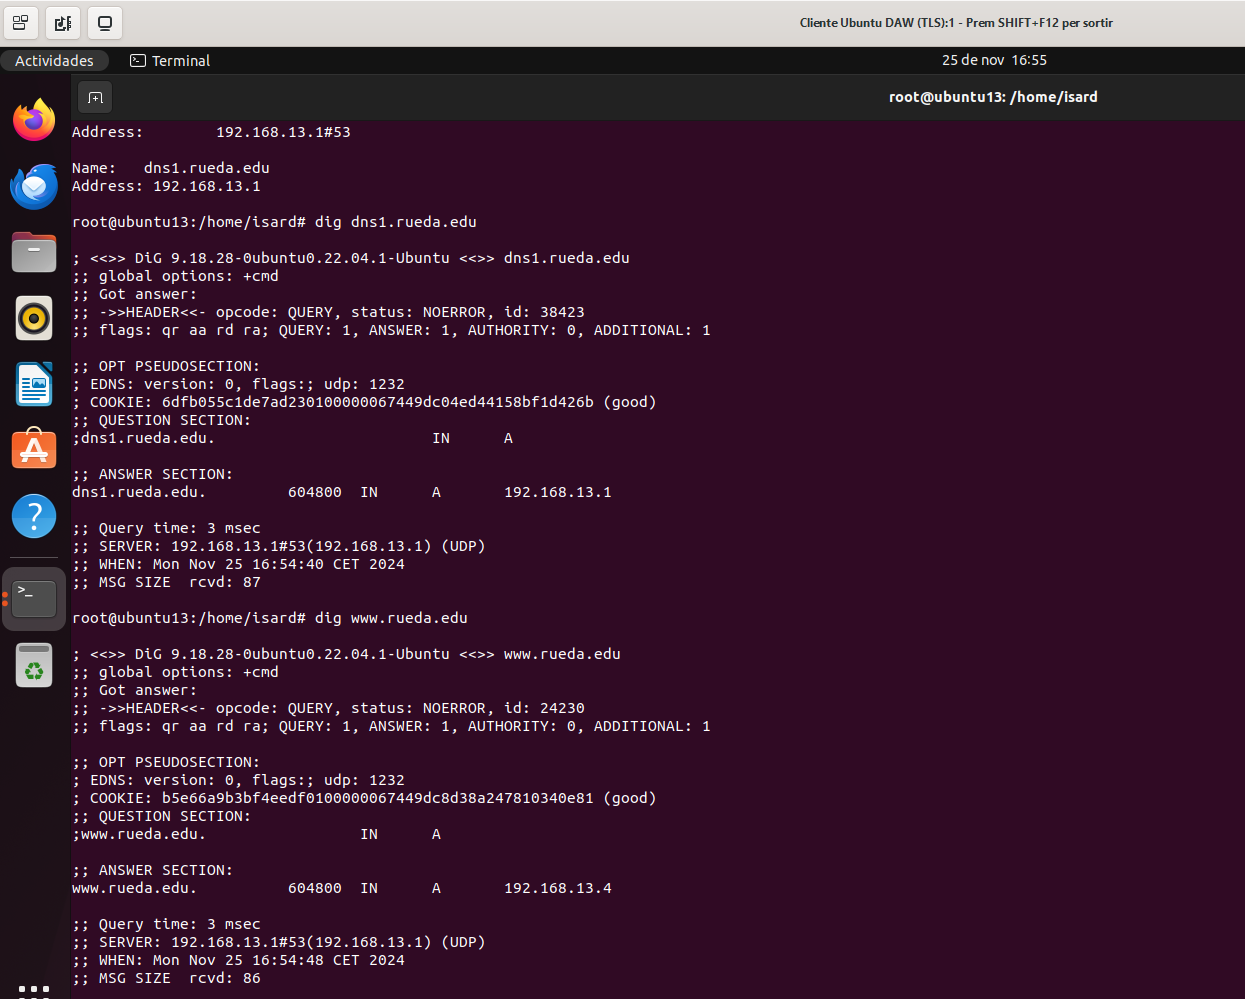 Cliente Ubuntu DAW (TLS):1 - Prem SHIFT+F12 per sortir
Actividades
Terminal
25 de nov 16:55
root@ubuntu13: /home/isard
Address: 192.168.13.1#53
Name: dns1.rueda.edu
Address: 192.168.13.1
root@ubuntu13:/home/isard# dig dns1.rueda.edu
; <<>> DiG 9.18.28-0ubuntu0.22.04.1-Ubuntu <<>> dns1.rueda.edu
;; global options: +cmd
;; Got answer:
;; ->>HEADER<<- opcode: QUERY, status: NOERROR, id: 38423
;; flags: qr aa rd ra; QUERY: 1, ANSWER: 1, AUTHORITY: 0, ADDITIONAL: 1
;; OPT PSEUDOSECTION:
; EDNS: version: 0, flags:; udp: 1232
; COOKIE: 6dfb055c1de7ad230100000067449dc04ed44158bf1d426b (good)
;; QUESTION SECTION:
;dns1.rueda.edu. IN A
;; ANSWER SECTION:
dns1.rueda.edu. 604800 IN A 192.168.13.1
;; Query time: 3 msec
;; SERVER: 192.168.13.1#53(192.168.13.1) (UDP)
;; WHEN: Mon Nov 25 16:54:40 CET 2024
;; MSG SIZE rcvd: 87
root@ubuntu13:/home/isard# dig www.rueda.edu
; <<>> DiG 9.18.28-0ubuntu0.22.04.1-Ubuntu <<>> www.rueda.edu
;; global options: +cmd
;; Got answer:
;; ->>HEADER<<- opcode: QUERY, status: NOERROR, id: 24230
;; flags: qr aa rd ra; QUERY: 1, ANSWER: 1, AUTHORITY: 0, ADDITIONAL: 1
;; OPT PSEUDOSECTION:
; EDNS: version: 0, flags:; udp: 1232
; COOKIE: b5e66a9b3bf4eedf0100000067449dc8d38a247810340e81 (good)
;; QUESTION SECTION:
;www.rueda.edu. IN A
;; ANSWER SECTION:
www.rueda.edu. 604800 IN A 192.168.13.4
;; Query time: 3 msec
;; SERVER: 192.168.13.1#53(192.168.13.1) (UDP)
;; WHEN: Mon Nov 25 16:54:48 CET 2024
;; MSG SIZE rcvd: 86